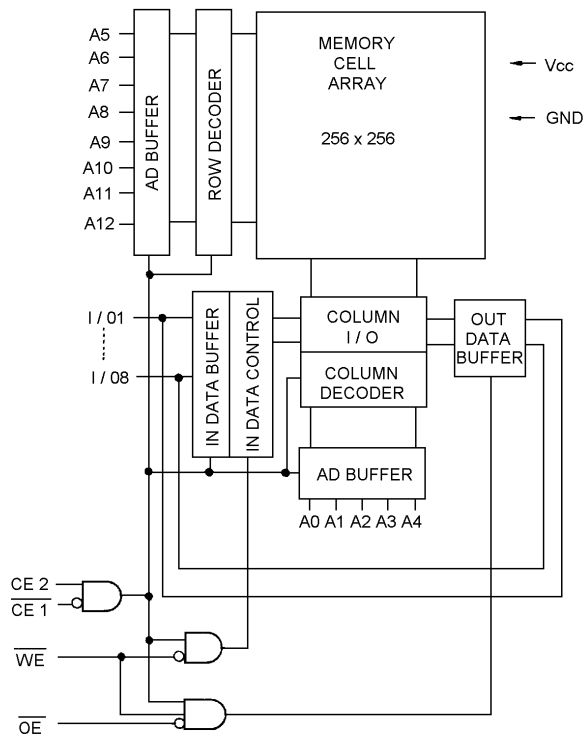 A5
A6
A7
A8
A9
A10
A11
A12
AD BUFFER
ROW DECODER
MEMORY
CELL
ARRAY
256 x 256
Vcc
GND
I / 01
I / 08
IN DATA BUFFER
IN DATA CONTROL
COLUMN
I / O
COLUMN
DECODER
OUT
DATA
BUFFER
AD BUFFER
A0 A1 A2 A3 A4
CE 2
CE 1
WE
OE